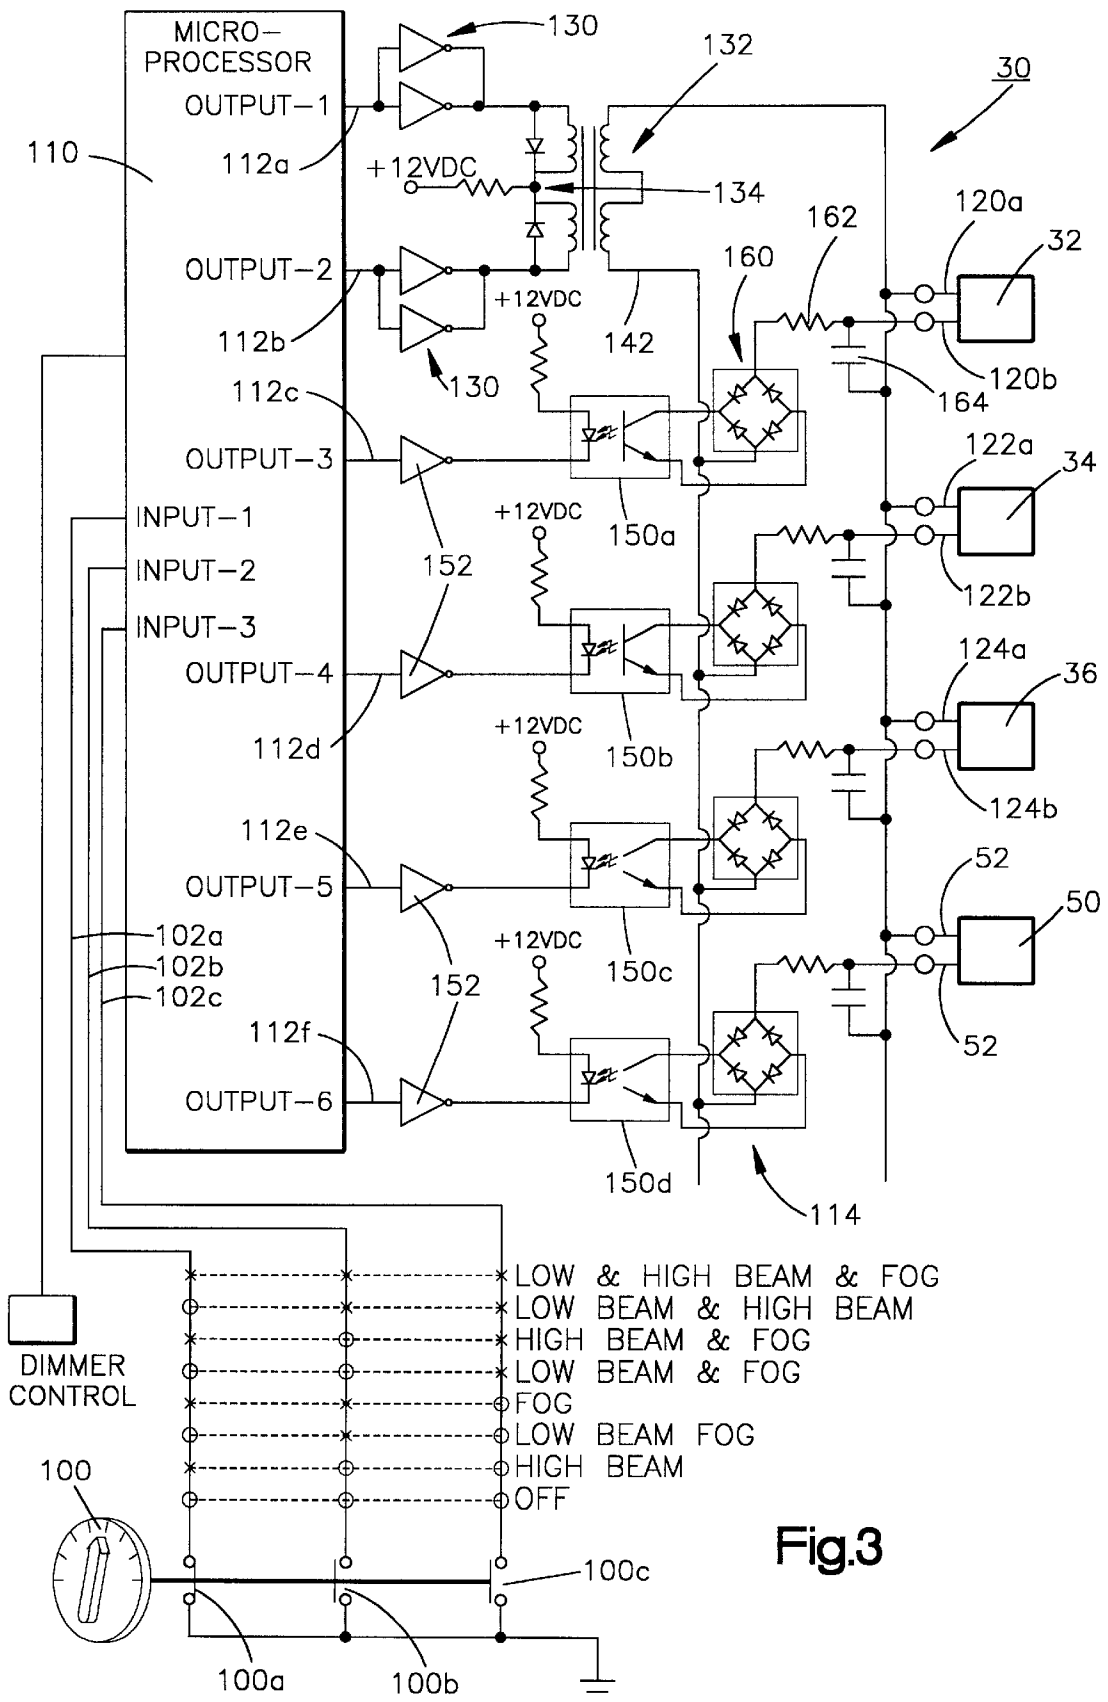 MICRO-
PROCESSOR
130
132
30
OUTPUT-1
110
112a
+12VDC
134
120a
162
32
160
OUTPUT-2
+12VDC
112b
142
130
120b
164
112c
122a
34
OUTPUT-3
INPUT-1
+12VDC
150a
152
INPUT-2
122b
INPUT-3
124a
36
OUTPUT-4
+12VDC
112d
150b
124b
112e
52
50
OUTPUT-5
102a
+12VDC
150c
102b
152
102c
52
112f
OUTPUT-6
150d
114
LOW & HIGH BEAM & FOG
LOW BEAM & HIGH BEAM
HIGH BEAM & FOG
LOW BEAM & FOG
FOG
LOW BEAM FOG
HIGH BEAM
OFF
DIMMER
CONTROL
100
Fig.3
100c
100a
100b